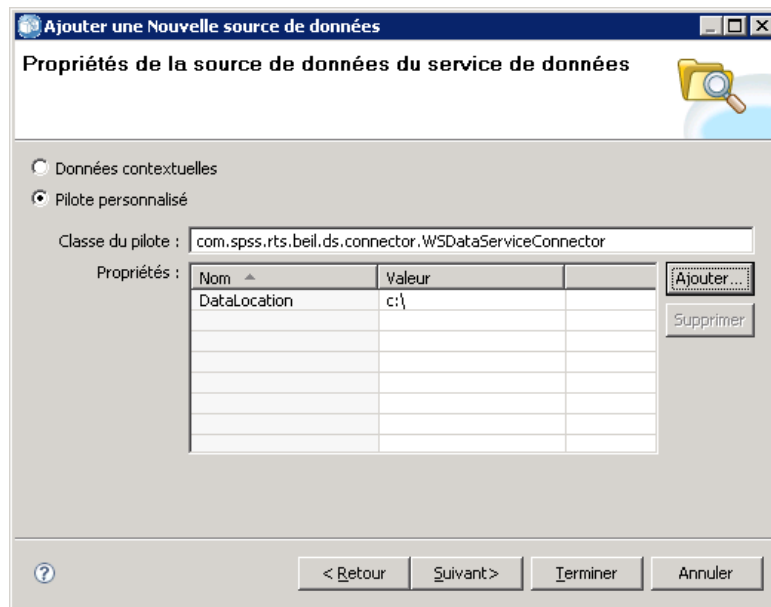 Ajouter une Nouvelle source de données
Propriétés de la source de données du service de données
Données contextuelles
Pilote personnalisé
Classe du pilote : com.spss.rts.beil.ds.connector.WSDataServiceConnector
Propriétés : Nom Valeur Ajouter...
DataLocation c:\
Supprimer
? < Retour Suivant> Terminer Annuler